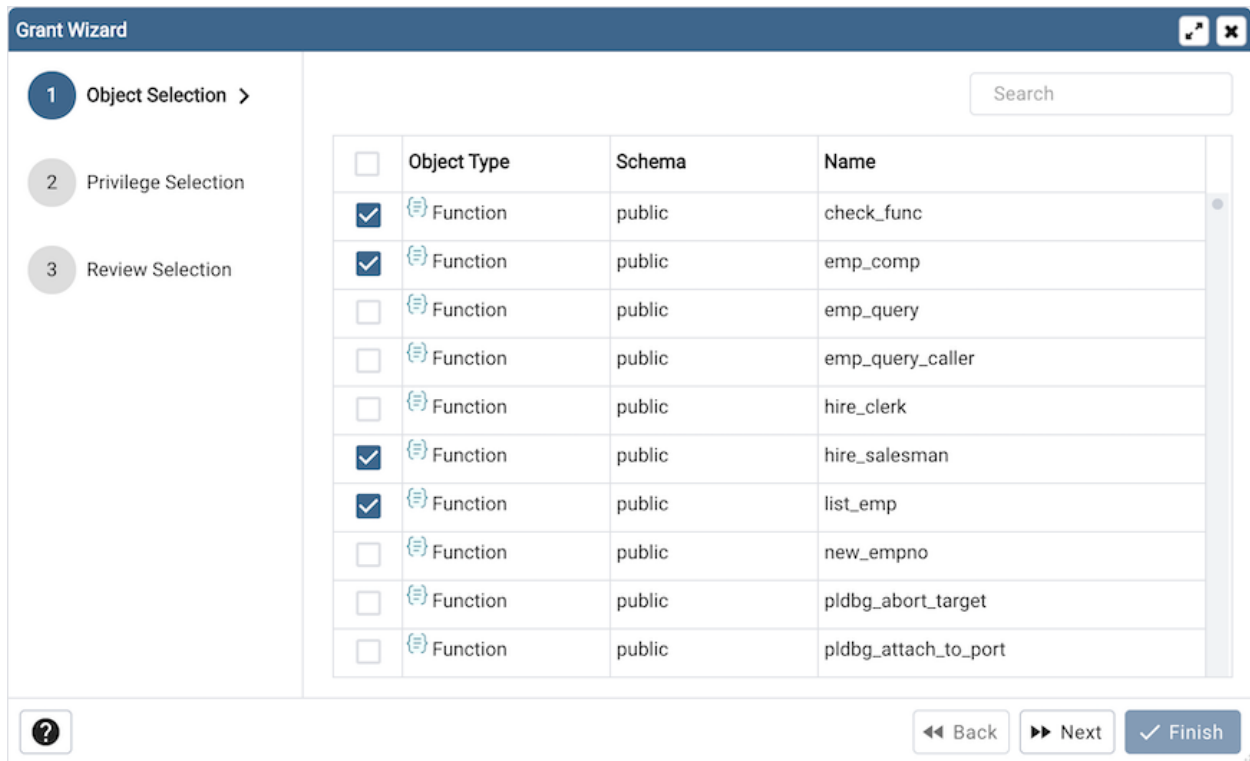 Grant Wizard
1 Object Selection
2 Privilege Selection
3 Review Selection
Search
Object Type Schema Name
Function public check_func
Function public emp_comp
Function public emp_query
Function public emp_query_caller
Function public hire_clerk
Function public hire_salesman
Function public list_emp
Function public new_empno
Function public pldbg_abort_target
Function public pldbg_attach_to_port
? Back Next Finish